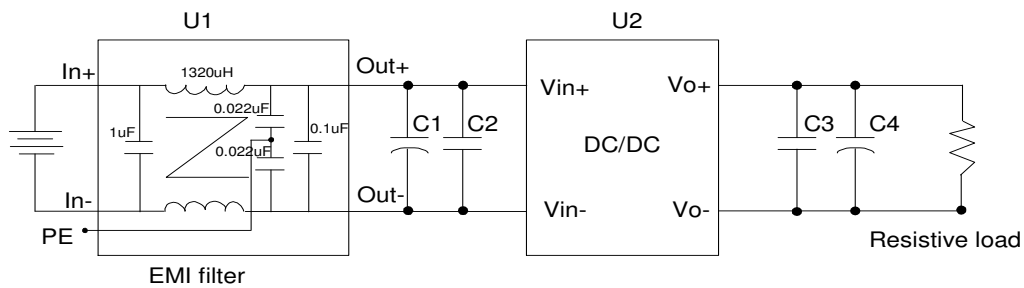 U1
U2
In+
1320uH
Out+
0.022uF
1uF
0.1uF
0.022uF
C1
C2
Vin+
Vo+
DC/DC
C3
C4
In-
Out-
Vin-
Vo-
PE
Resistive load
EMI filter